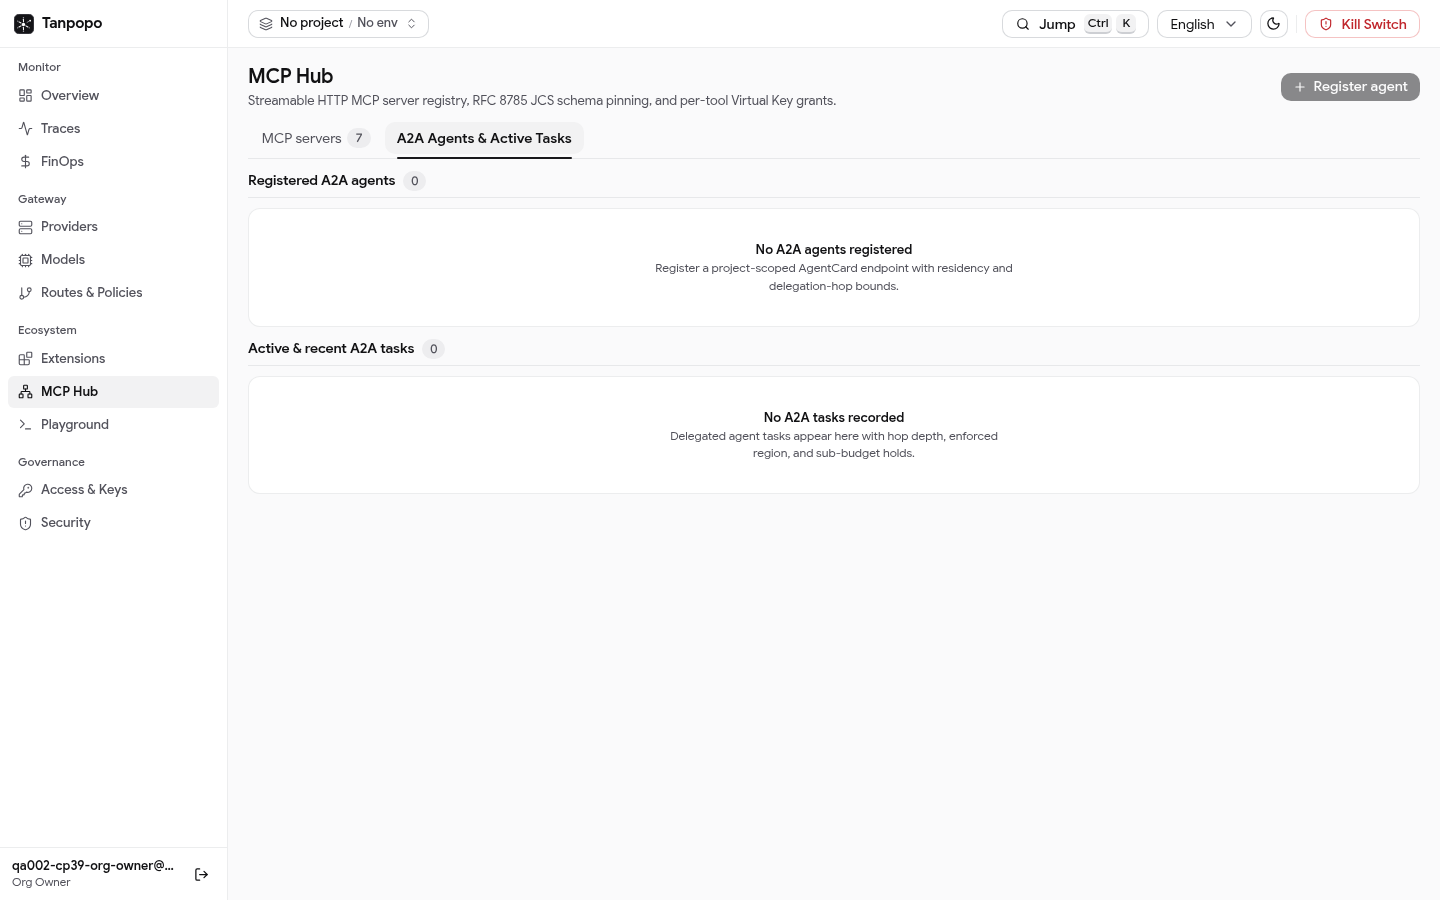 Tanpopo
No project / No env
Jump Ctrl K
English
Kill Switch
Monitor
Overview
Traces
FinOps
Gateway
Providers
Models
Routes & Policies
Ecosystem
Extensions
MCP Hub
Playground
Governance
Access & Keys
Security
qa002-cp39-org-owner@...
Org Owner
MCP Hub
Streamable HTTP MCP server registry, RFC 8785 JCS schema pinning, and per-tool Virtual Key grants.
+ Register agent
MCP servers 7
A2A Agents & Active Tasks
Registered A2A agents 0
No A2A agents registered
Register a project-scoped AgentCard endpoint with residency and
delegation-hop bounds.
Active & recent A2A tasks 0
No A2A tasks recorded
Delegated agent tasks appear here with hop depth, enforced
region, and sub-budget holds.